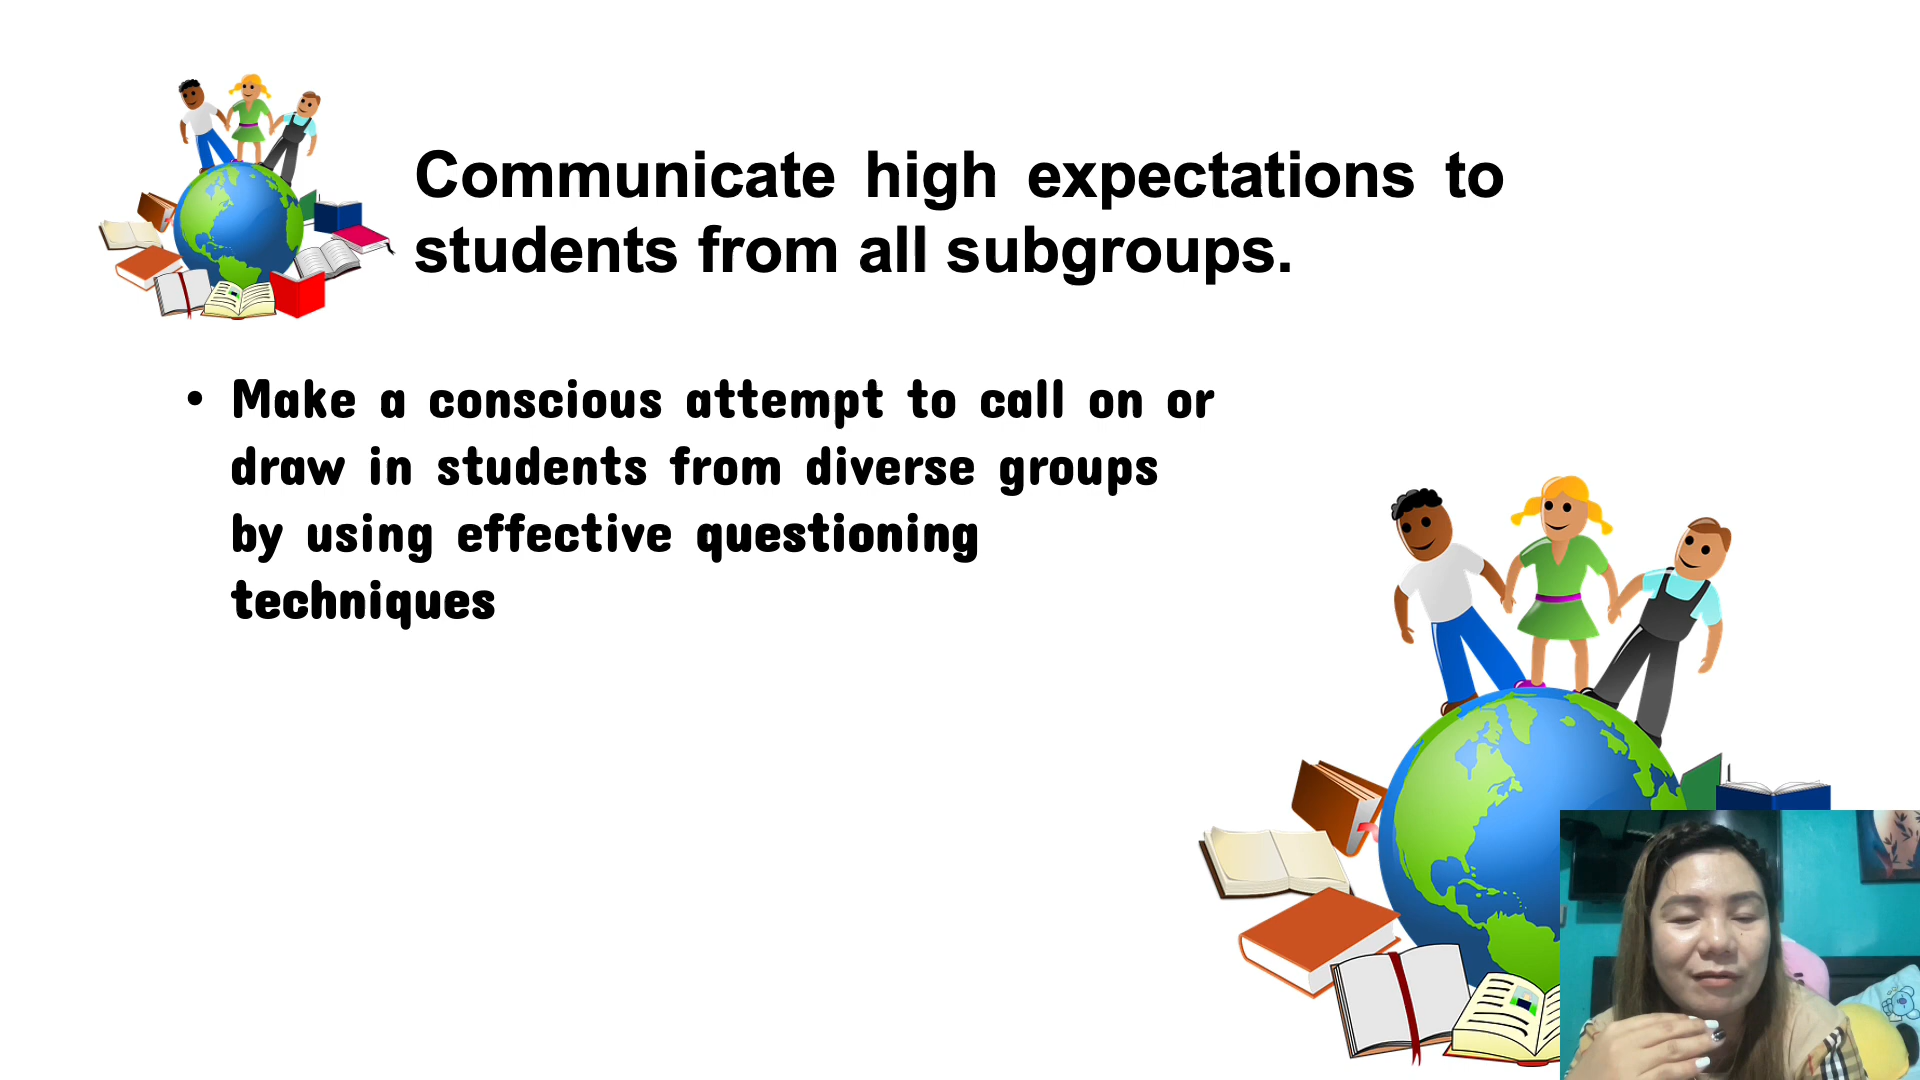 Communicate high expectations to
students from all subgroups.
• Make a conscious attempt to call on or
draw in students from diverse groups
by using effective questioning
techniques